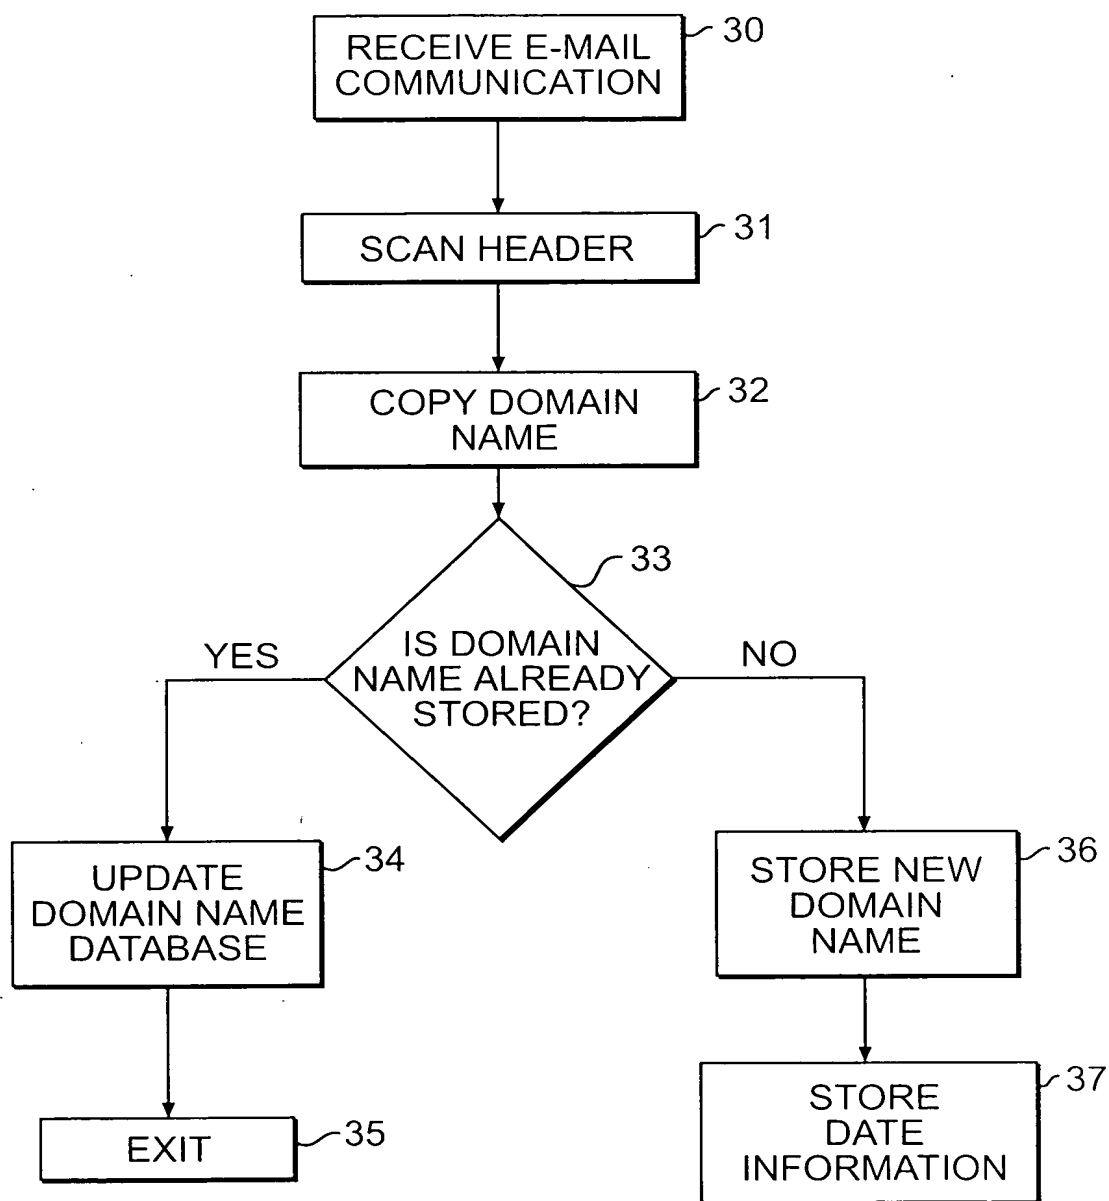 RECEIVE E-MAIL
COMMUNICATION
30
SCAN HEADER
31
COPY DOMAIN
NAME
32
33
IS DOMAIN
NAME ALREADY
STORED?
YES
NO
UPDATE
DOMAIN NAME
DATABASE
34
STORE NEW
DOMAIN
NAME
36
EXIT
35
STORE
DATE
INFORMATION
37